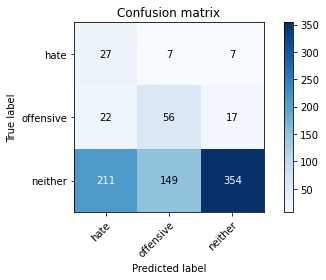 Confusion matrix
True label
hate 27 7 7
offensive 22 56 17
neither 211 149 354
hate offensive neither
Predicted label
350
300
250
200
150
100
50